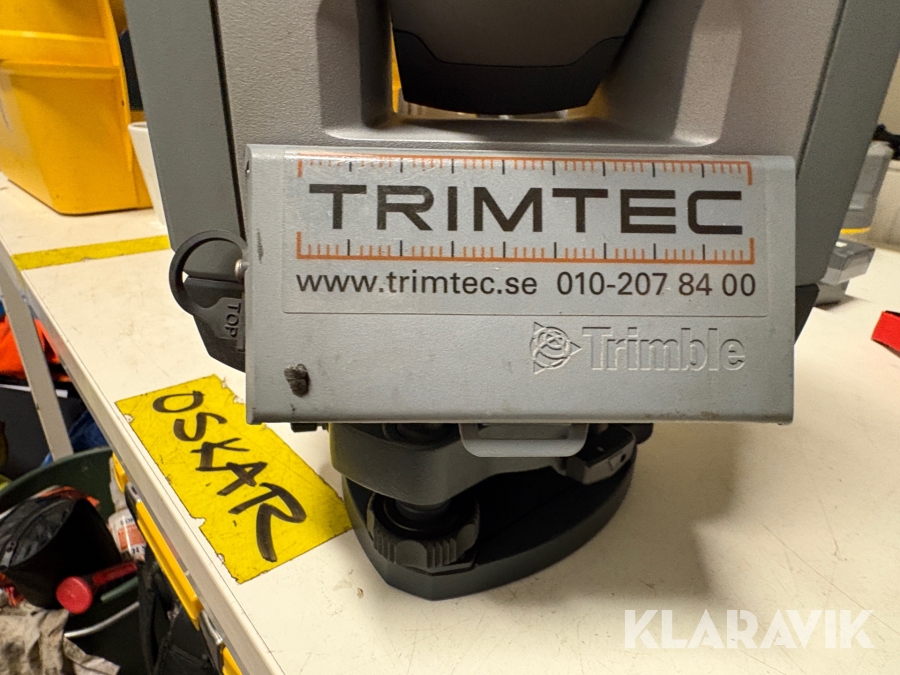 TRIMTEC
www.trimtec.se 010-207 84 00
Trimble
TOP
OSKAR
KLARAVIK